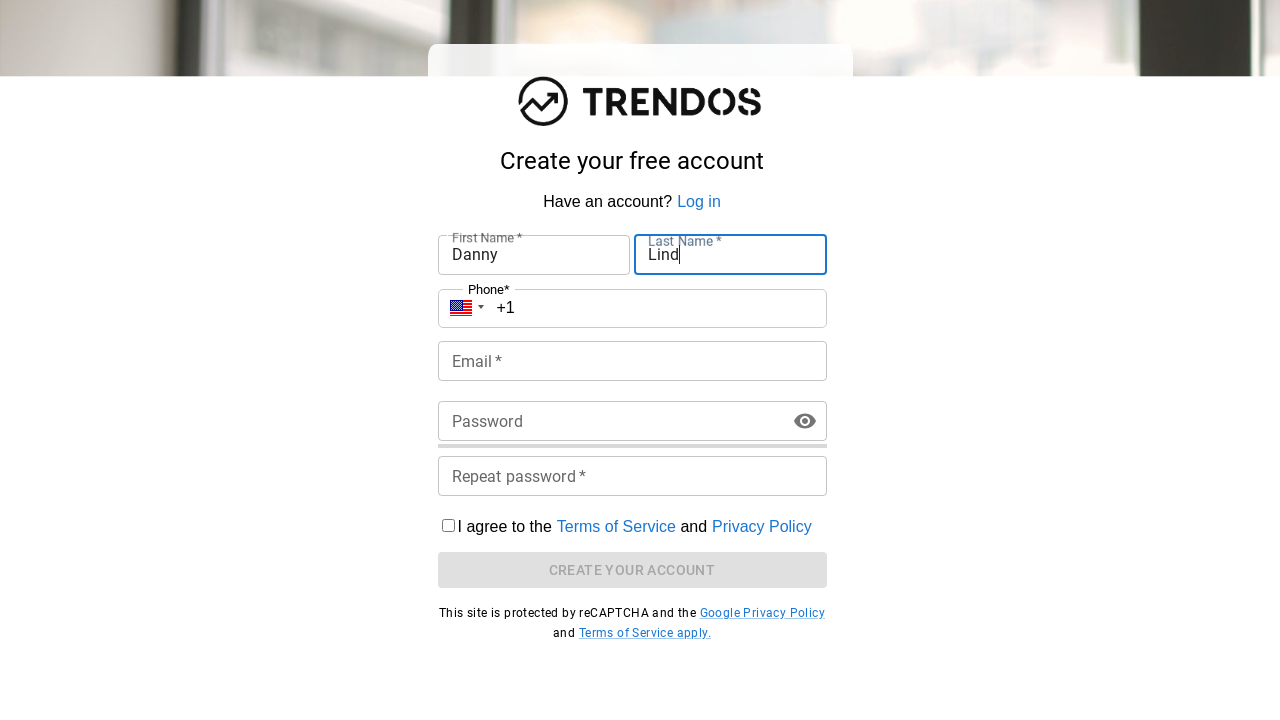 TRENDOS
Create your free account
Have an account? Log in
First Name *
Danny
Last Name *
Lind
Phone*
+1
Email *
Password
Repeat password *
I agree to the Terms of Service and Privacy Policy
CREATE YOUR ACCOUNT
This site is protected by reCAPTCHA and the Google Privacy Policy
and Terms of Service apply.